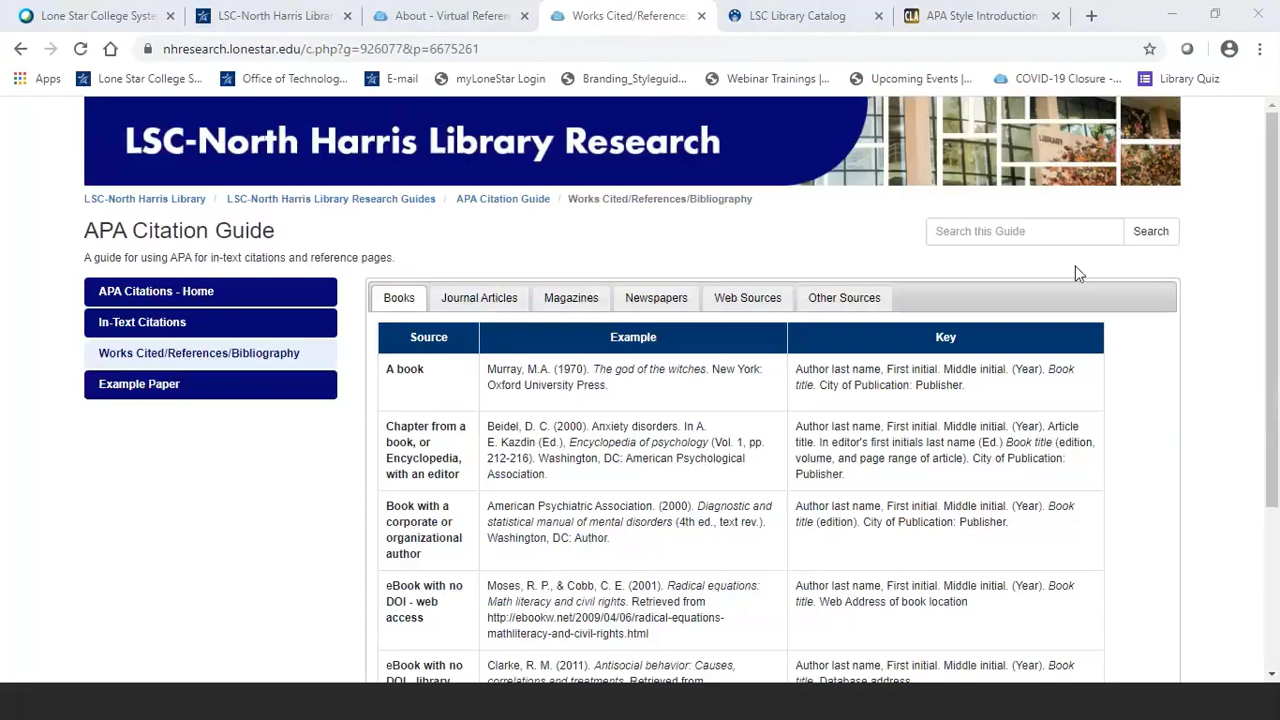 Lone Star College Syste
LSC-North Harris Librar
About - Virtual Referen
Works Cited/References/
LSC Library Catalog
CLA
APA Style Introduction
nhresearch.lonestar.edu/c.php?g=926077&p=6675261
Apps
Lone Star College S...
Office of Technolog...
E-mail
myLoneStar Login
Branding_Styleguid...
Webinar Trainings |...
Upcoming Events |...
COVID-19 Closure -...
Library Quiz
LSC-North Harris Library Research
LIBRARY
LSC-North Harris Library / LSC-North Harris Library Research Guides / APA Citation Guide / Works Cited/References/Bibliography
APA Citation Guide
Search this Guide
Search
A guide for using APA for in-text citations and reference pages.
APA Citations - Home
In-Text Citations
Works Cited/References/Bibliography
Example Paper
Books
Journal Articles
Magazines
Newspapers
Web Sources
Other Sources
Source
Example
Key
A book
Murray, M.A. (1970). The god of the witches. New York:
Oxford University Press.
Author last name, First initial. Middle initial. (Year). Book
title. City of Publication: Publisher.
Chapter from a
book, or
Encyclopedia,
with an editor
Beidel, D. C. (2000). Anxiety disorders. In A.
E. Kazdin (Ed.), Encyclopedia of psychology (Vol. 1, pp.
212-216). Washington, DC: American Psychological
Association.
Author last name, First initial. Middle initial. (Year). Article
title. In editor's first initials last name (Ed.) Book title (edition,
volume, and page range of article). City of Publication:
Publisher.
Book with a
corporate or
organizational
author
American Psychiatric Association. (2000). Diagnostic and
statistical manual of mental disorders (4th ed., text rev.).
Washington, DC: Author.
Author last name, First initial. Middle initial. (Year). Book
title (edition). City of Publication: Publisher.
eBook with no
DOI - web
access
Moses, R. P., & Cobb, C. E. (2001). Radical equations:
Math literacy and civil rights. Retrieved from
http://ebookw.net/2009/04/06/radical-equations-
mathliteracy-and-civil-rights.html
Author last name, First initial. Middle initial. (Year). Book
title. Web Address of book location
eBook with no
DOI - library
Clarke, R. M. (2011). Antisocial behavior: Causes,
correlations and treatments. Retrieved from
Author last name, First initial. Middle initial. (Year). Book
title. Database address